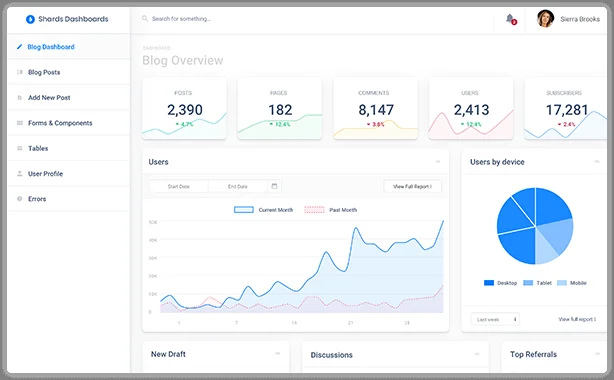 Shards Dashboards
Search for something...
2
Sierra Brooks
Blog Dashboard
Blog Posts
Add New Post
Forms & Components
Tables
User Profile
Errors
DASHBOARD
Blog Overview
POSTS
2,390
4.7%
PAGES
182
12.4%
COMMENTS
8,147
3.8%
USERS
2,413
12.4%
SUBSCRIBERS
17,281
2.4%
Users
Start Date
End Date
View Full Report
Current Month
Past Month
50K
40K
30K
20K
10K
0K
1
7
14
21
28
Users by device
Desktop
Tablet
Mobile
Last week
View full report
New Draft
Discussions
Top Referrals